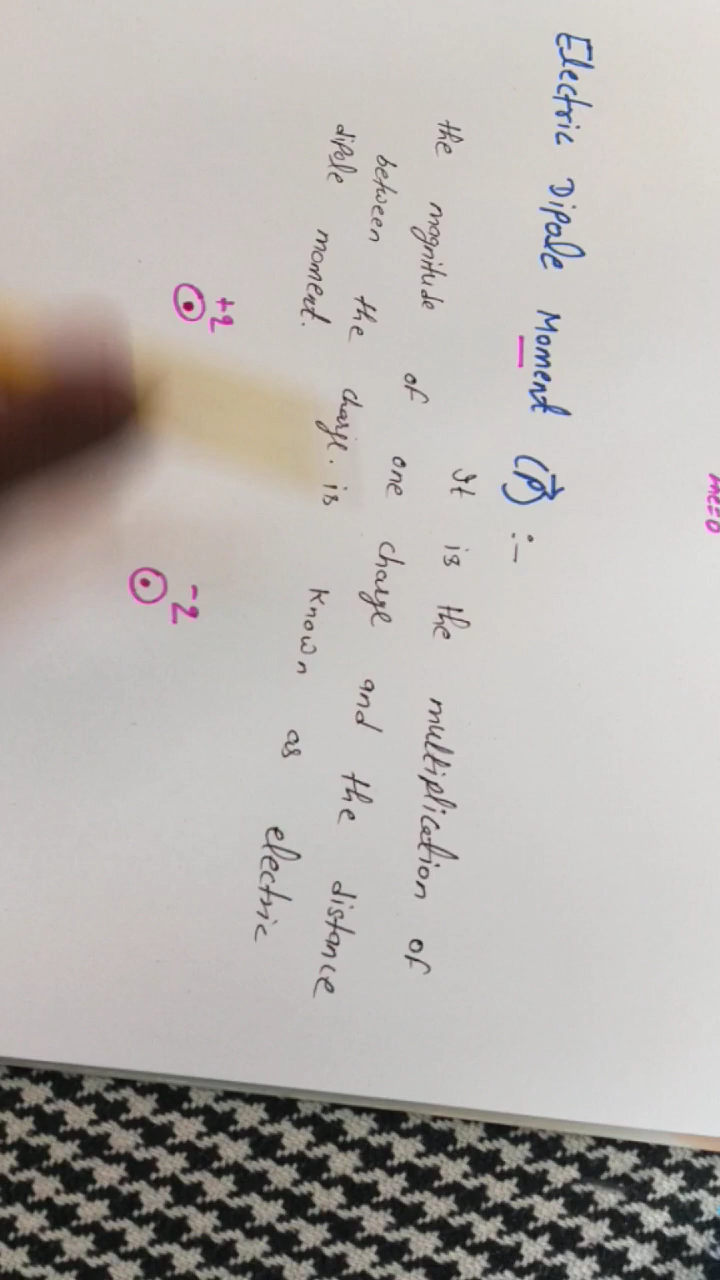 Electric Dipole Moment (p⃗) :-
It is the multiplication of
the magnitude of one charge and the distance
between the charge. is known as electric
dipole moment.
+q -q